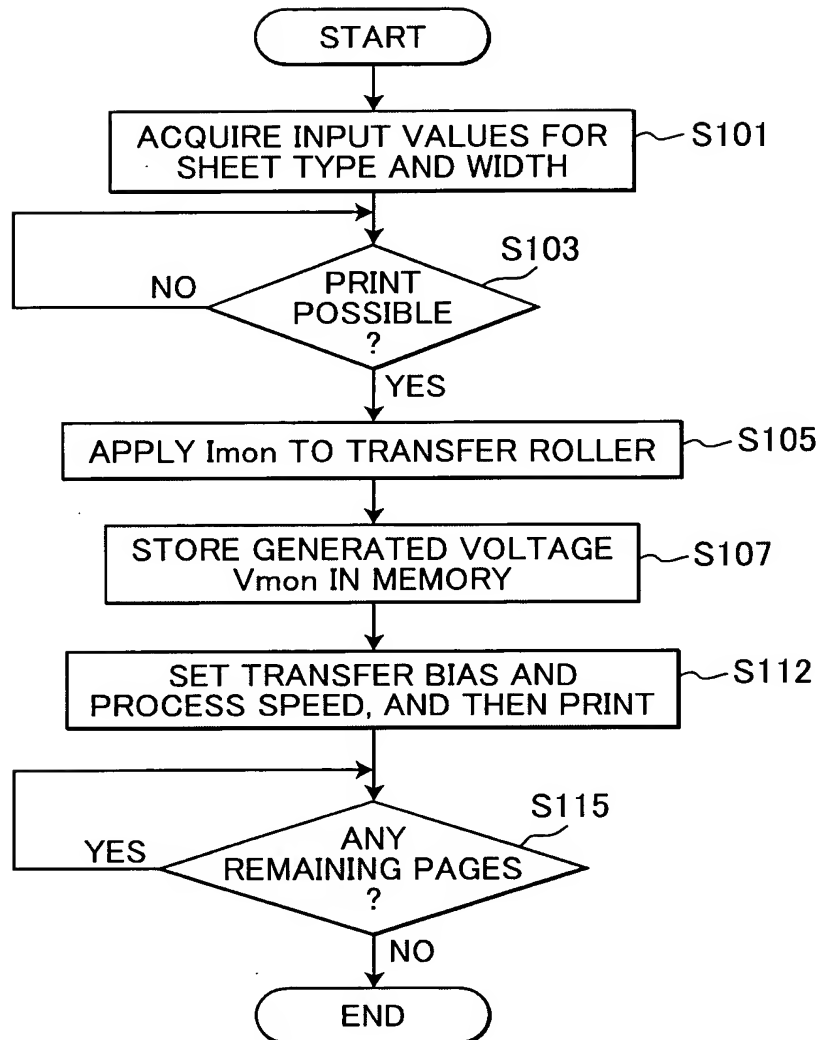 START
ACQUIRE INPUT VALUES FOR
SHEET TYPE AND WIDTH
S101
S103
PRINT
POSSIBLE
?
NO
YES
APPLY Imon TO TRANSFER ROLLER
S105
STORE GENERATED VOLTAGE
Vmon IN MEMORY
S107
SET TRANSFER BIAS AND
PROCESS SPEED, AND THEN PRINT
S112
S115
ANY
REMAINING PAGES
?
YES
NO
END